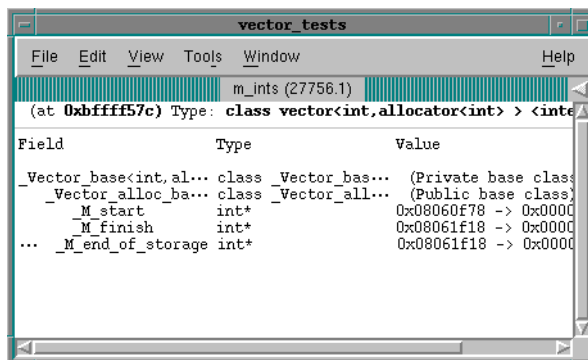 vector_tests
File Edit View Tools Window Help
m_ints (27756.1)
(at 0xbffff57c) Type: class vector<int,allocator<int> > <inte
Field Type Value
_Vector_base<int,al··· class _Vector_bas··· (Private base class
_Vector_alloc_ba··· class _Vector_all··· (Public base class)
_M_start int* 0x08060f78 -> 0x0000
_M_finish int* 0x08061f18 -> 0x0000
··· _M_end_of_storage int* 0x08061f18 -> 0x0000